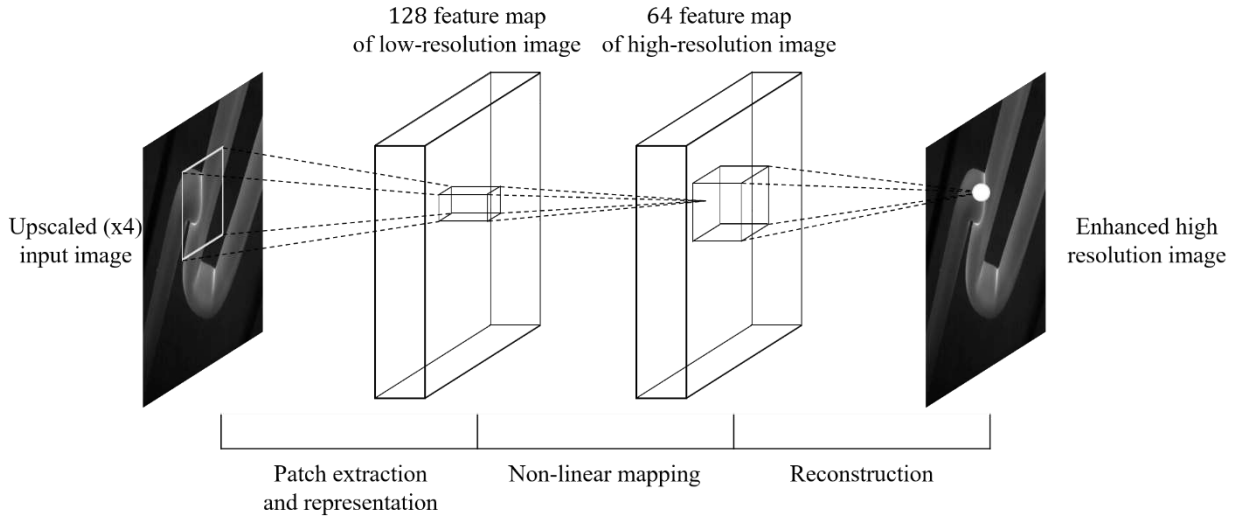 128 feature map
of low-resolution image
64 feature map
of high-resolution image
Upscaled (x4)
input image
Enhanced high
resolution image
Patch extraction
and representation
Non-linear mapping
Reconstruction